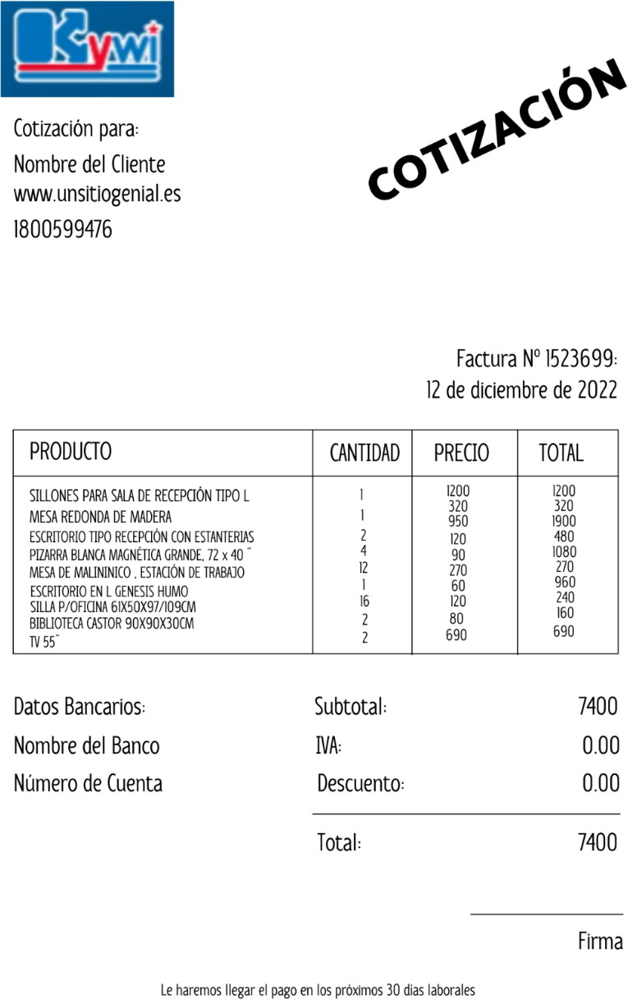 Kywi
COTIZACIÓN
Cotización para:
Nombre del Cliente
www.unsitiogenial.es
1800599476
Factura Nº 1523699:
12 de diciembre de 2022
PRODUCTO CANTIDAD PRECIO TOTAL
SILLONES PARA SALA DE RECEPCIÓN TIPO L 1 1200 1200
MESA REDONDA DE MADERA 1 320 320
ESCRITORIO TIPO RECEPCIÓN CON ESTANTERIAS 2 950 1900
PIZARRA BLANCA MAGNÉTICA GRANDE, 72 x 40 ¨ 4 120 480
MESA DE MALININICO , ESTACIÓN DE TRABAJO 12 90 1080
ESCRITORIO EN L GENESIS HUMO 1 270 270
SILLA P/OFICINA 61X50X97/109CM 16 60 960
BIBLIOTECA CASTOR 90X90X30CM 2 120 240
TV 55¨ 2 80 160
690 690
Datos Bancarios: Subtotal: 7400
Nombre del Banco IVA: 0.00
Número de Cuenta Descuento: 0.00
Total: 7400
Firma
Le haremos llegar el pago en los próximos 30 días laborales